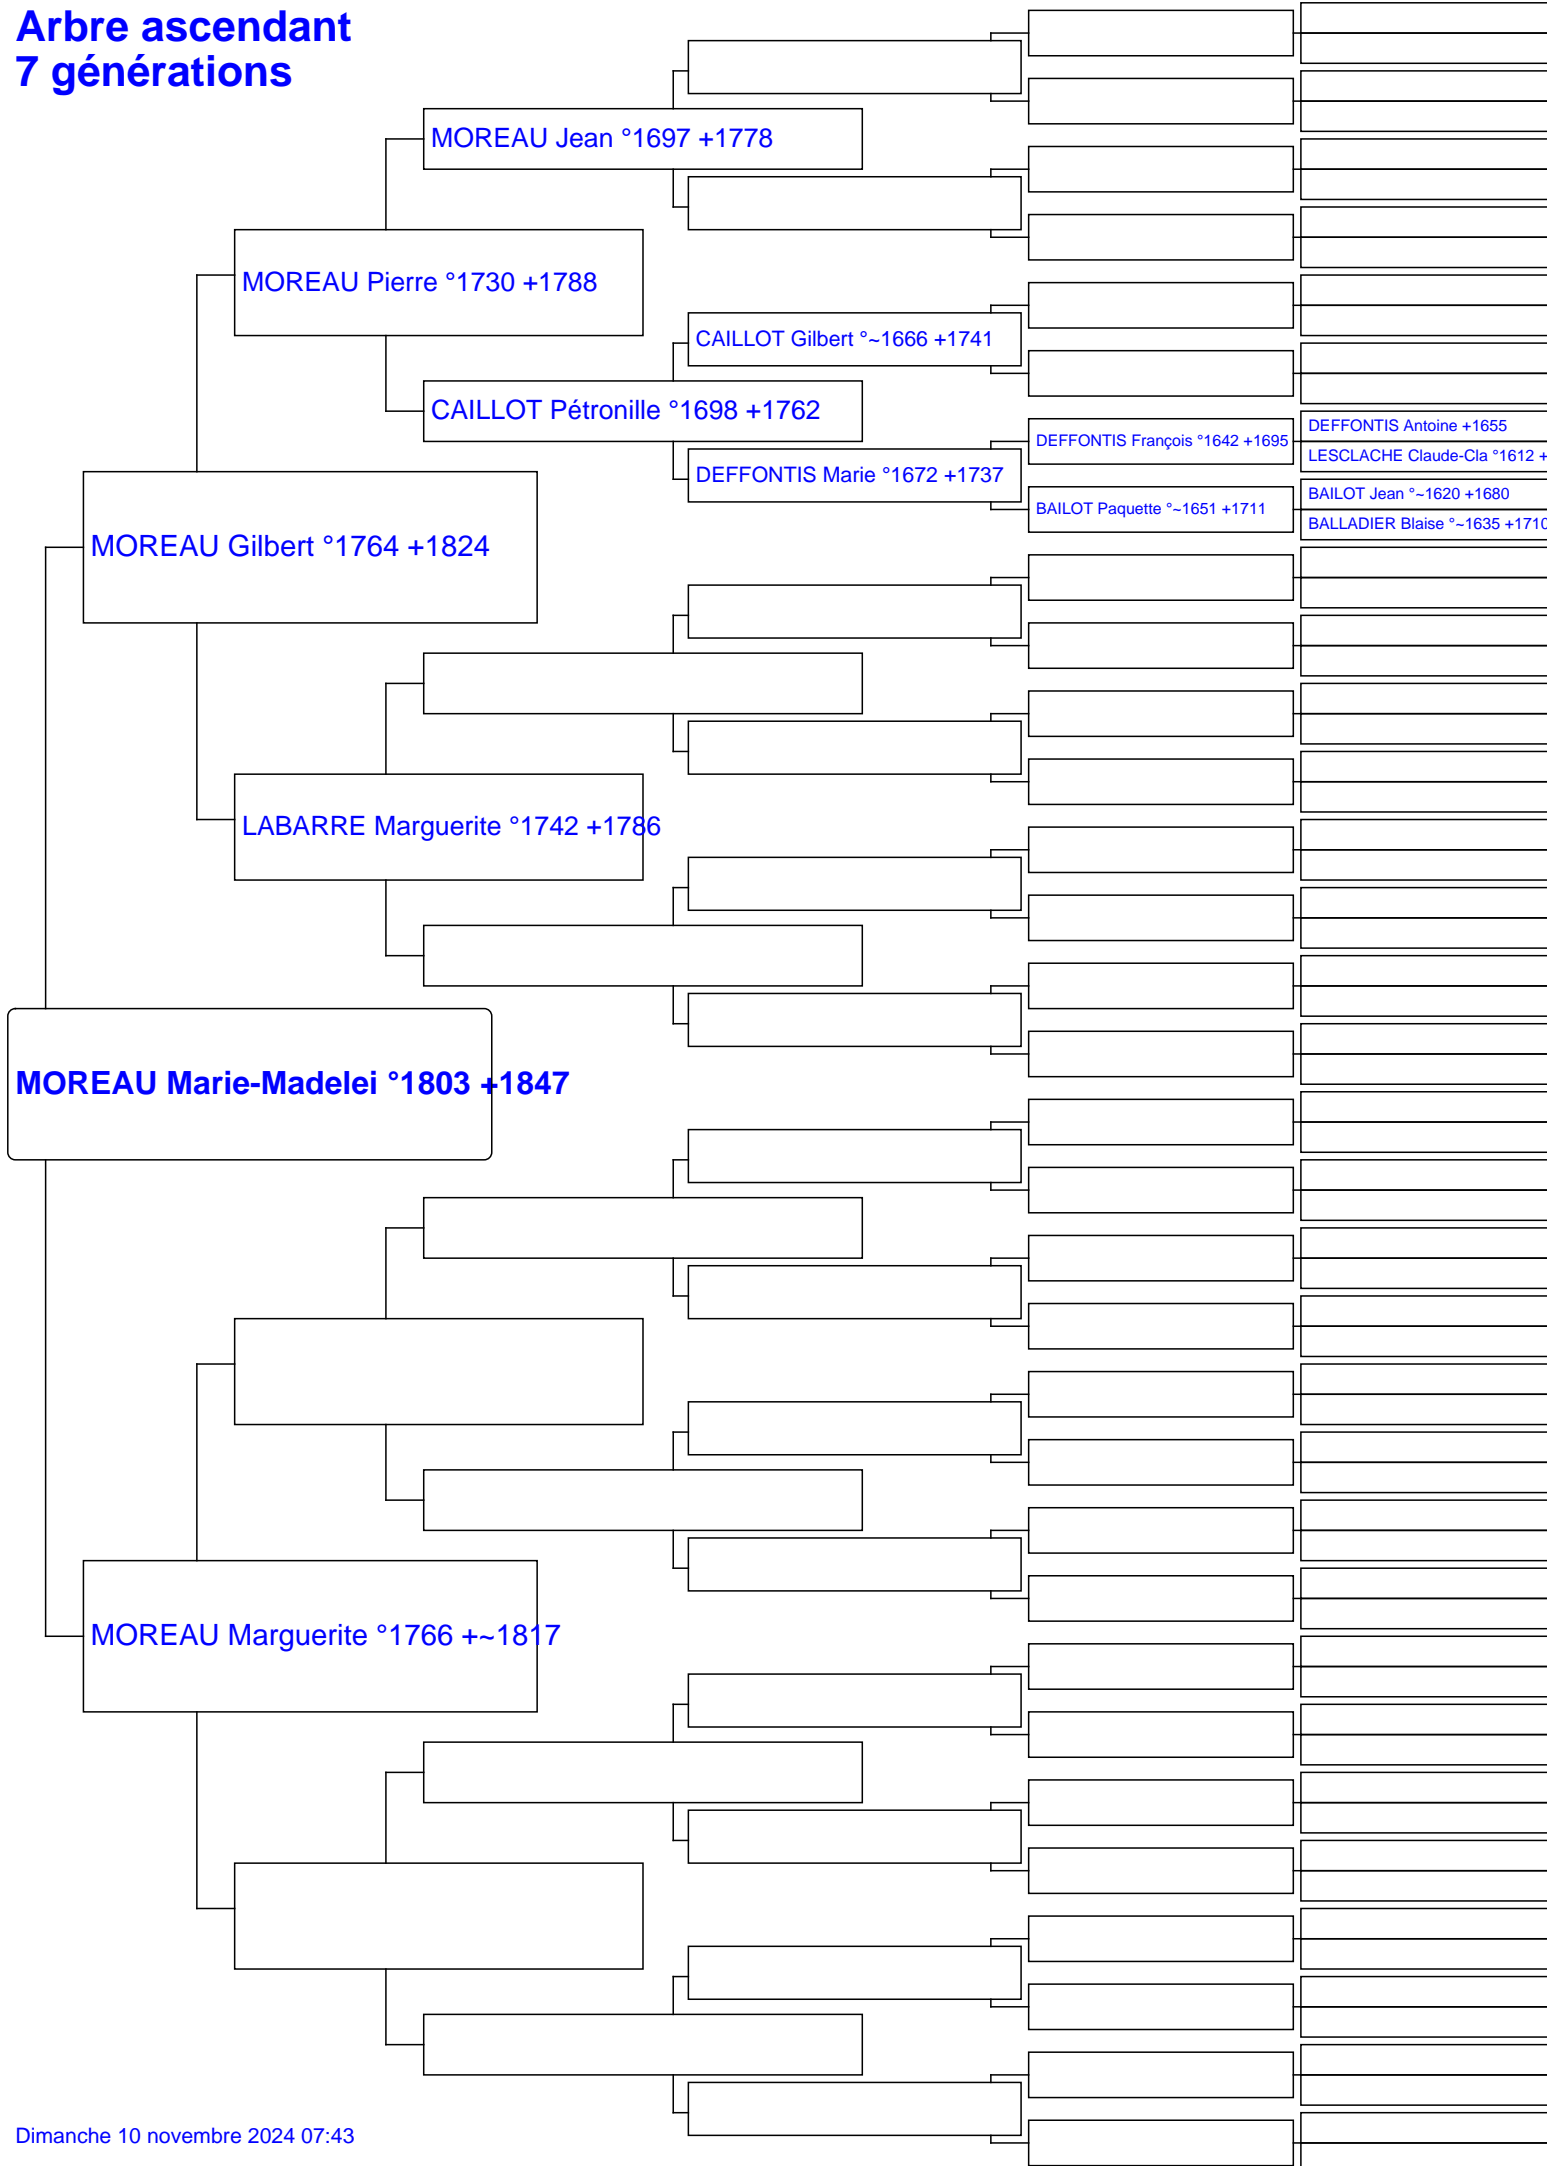 Arbre ascendant
7 générations
MOREAU Jean °1697 +1778
MOREAU Pierre °1730 +1788
CAILLOT Gilbert °~1666 +1741
CAILLOT Pétronille °1698 +1762
DEFFONTIS Antoine +1655
DEFFONTIS François °1642 +1695
LESCLACHE Claude-Cla °1612 +
DEFFONTIS Marie °1672 +1737
BAILOT Jean °~1620 +1680
BAILOT Paquette °~1651 +1711
BALLADIER Blaise °~1635 +1710
MOREAU Gilbert °1764 +1824
LABARRE Marguerite °1742 +1786
MOREAU Marie-Madelei °1803 +1847
MOREAU Marguerite °1766 +~1817
Dimanche 10 novembre 2024 07:43